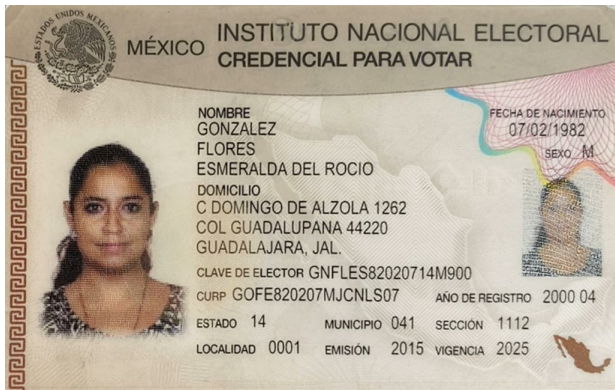 ESTADOS UNIDOS MEXICANOS
MÉXICO INSTITUTO NACIONAL ELECTORAL
CREDENCIAL PARA VOTAR
NOMBRE
GONZALEZ
FLORES
ESMERALDA DEL ROCIO
FECHA DE NACIMIENTO
07/02/1982
SEXO M
DOMICILIO
C DOMINGO DE ALZOLA 1262
COL GUADALUPANA 44220
GUADALAJARA, JAL.
CLAVE DE ELECTOR GNFLES82020714M900
CURP GOFE820207MJCNLS07 AÑO DE REGISTRO 2000 04
ESTADO 14 MUNICIPIO 041 SECCIÓN 1112
LOCALIDAD 0001 EMISIÓN 2015 VIGENCIA 2025